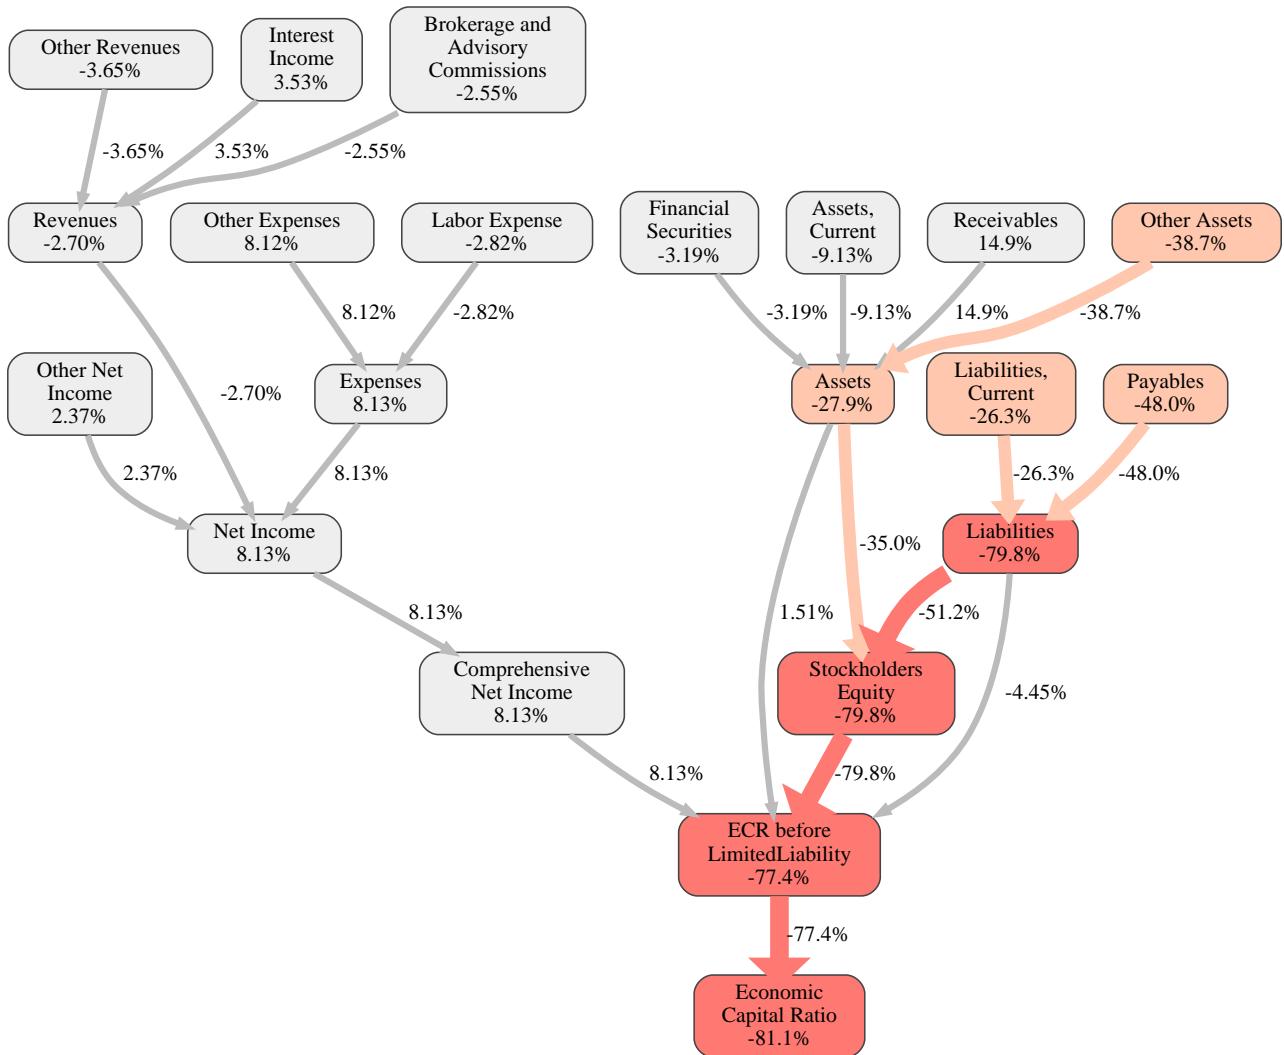 Other Revenues
-3.65%
Interest
Income
3.53%
Brokerage and
Advisory
Commissions
-2.55%
-3.65%
3.53%
-2.55%
Revenues
-2.70%
Other Expenses
8.12%
Labor Expense
-2.82%
Financial
Securities
-3.19%
Assets,
Current
-9.13%
Receivables
14.9%
Other Assets
-38.7%
8.12%
-2.82%
-3.19%
-9.13%
14.9%
-38.7%
Other Net
Income
2.37%
-2.70%
Expenses
8.13%
Assets
-27.9%
Liabilities,
Current
-26.3%
Payables
-48.0%
2.37%
8.13%
-26.3%
-48.0%
Net Income
8.13%
-35.0%
Liabilities
-79.8%
8.13%
1.51%
-51.2%
Comprehensive
Net Income
8.13%
Stockholders
Equity
-79.8%
-4.45%
8.13%
-79.8%
ECR before
LimitedLiability
-77.4%
-77.4%
Economic
Capital Ratio
-81.1%